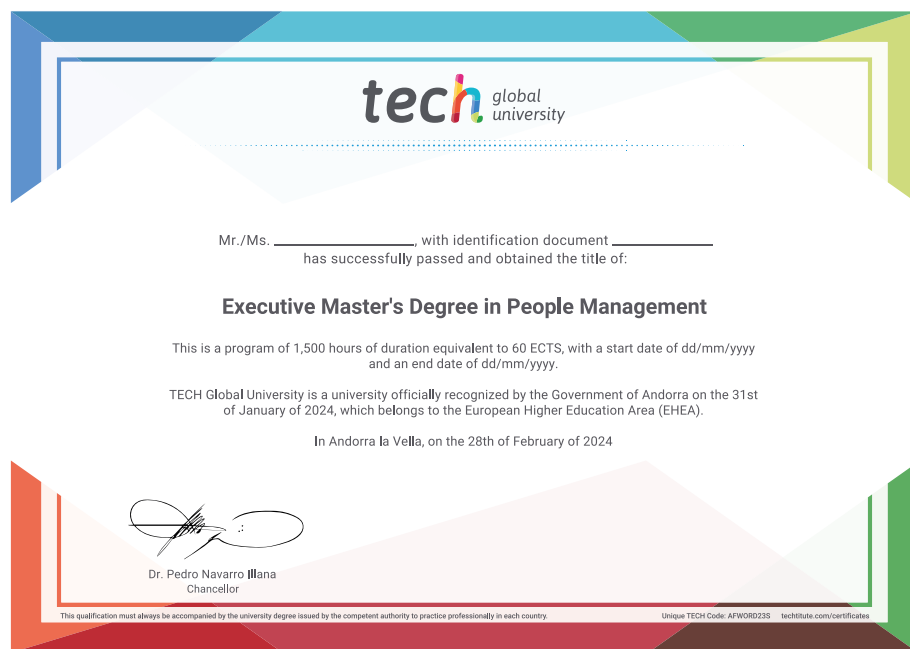 tech global
university
Mr./Ms. ____________________, with identification document ______________
has successfully passed and obtained the title of:
Executive Master's Degree in People Management
This is a program of 1,500 hours of duration equivalent to 60 ECTS, with a start date of dd/mm/yyyy
and an end date of dd/mm/yyyy.
TECH Global University is a university officially recognized by the Government of Andorra on the 31st
of January of 2024, which belongs to the European Higher Education Area (EHEA).
In Andorra la Vella, on the 28th of February of 2024
Dr. Pedro Navarro Illana
Chancellor
This qualification must always be accompanied by the university degree issued by the competent authority to practice professionally in each country.
Unique TECH Code: AFWORD23S techtitute.com/certificates